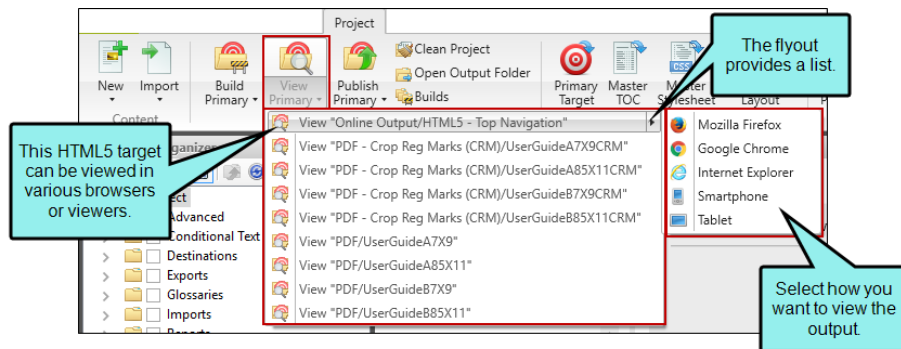 Project
New
Import
Build
Primary
View
Primary
Publish
Primary
Clean Project
Open Output Folder
Builds
Primary
Target
Master
TOC
Layout
Content
The flyout
provides a list.
This HTML5 target
can be viewed in
various browsers
or viewers.
View "Online Output/HTML5 - Top Navigation"
View "PDF - Crop Reg Marks (CRM)/UserGuideA7X9CRM"
View "PDF - Crop Reg Marks (CRM)/UserGuideA85X11CRM"
View "PDF - Crop Reg Marks (CRM)/UserGuideB7X9CRM"
View "PDF - Crop Reg Marks (CRM)/UserGuideB85X11CRM"
View "PDF/UserGuideA7X9"
View "PDF/UserGuideA85X11"
View "PDF/UserGuideB7X9"
View "PDF/UserGuideB85X11"
Mozilla Firefox
Google Chrome
Internet Explorer
Smartphone
Tablet
Advanced
Conditional Text
Destinations
Exports
Glossaries
Imports
Select how you
want to view the
output.